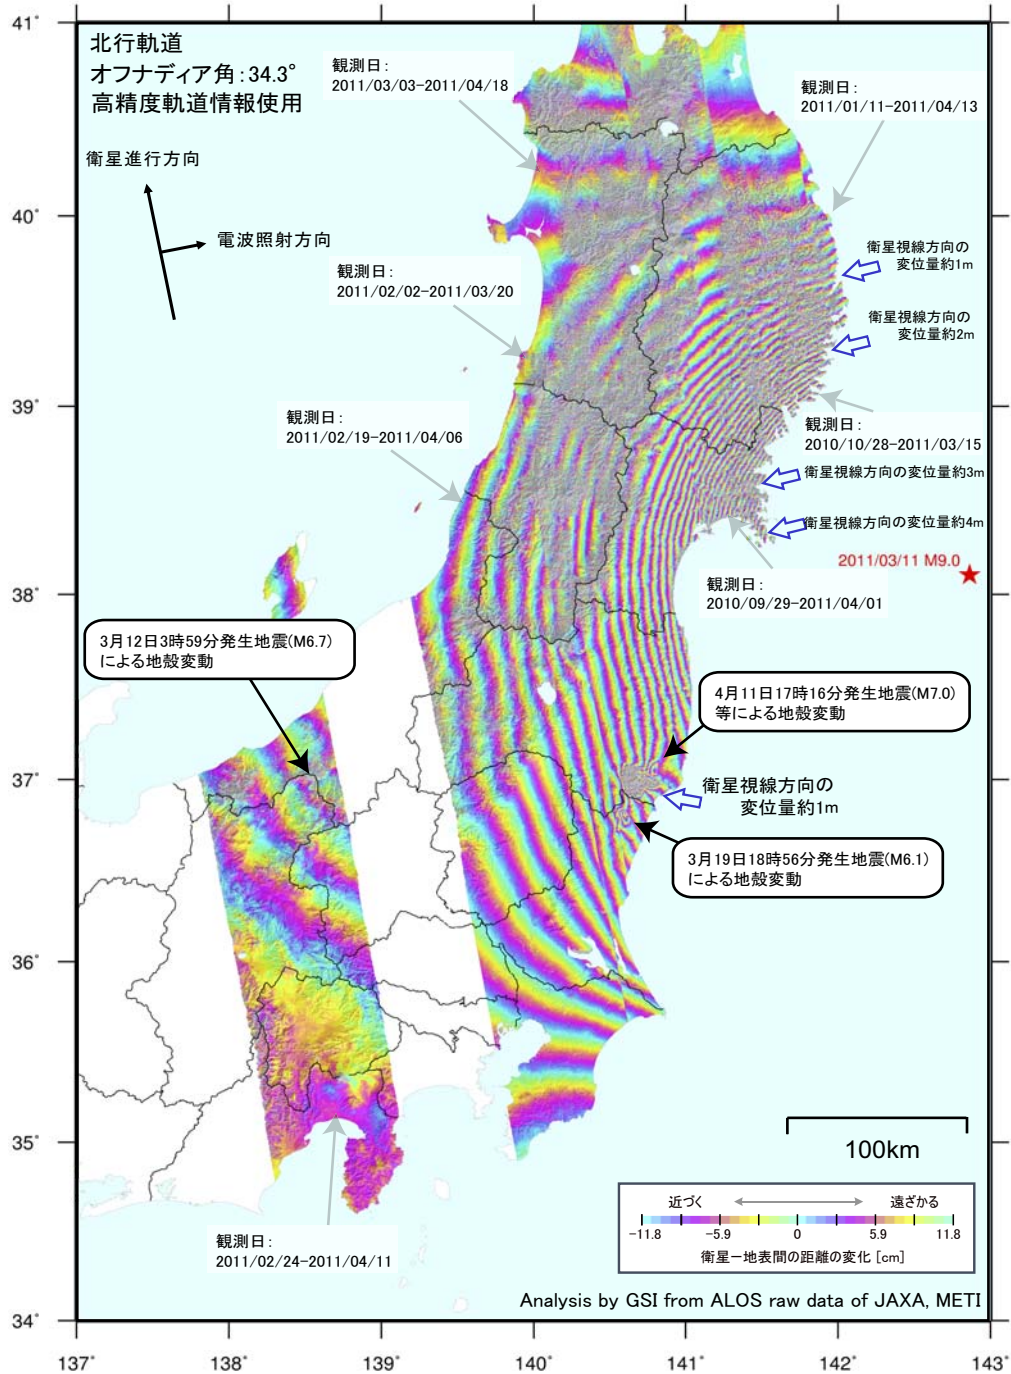 北行軌道
オフナディア角：34.3°
高精度軌道情報使用
衛星進行方向
電波照射方向
観測日：
2011/03/03-2011/04/18
観測日：
2011/01/11-2011/04/13
衛星視線方向の
変位量約1m
観測日：
2011/02/02-2011/03/20
衛星視線方向の
変位量約2m
観測日：
2011/02/19-2011/04/06
観測日：
2010/10/28-2011/03/15
衛星視線方向の変位量約3m
衛星視線方向の変位量約4m
2011/03/11 M9.0
観測日：
2010/09/29-2011/04/01
3月12日3時59分発生地震(M6.7)
による地殻変動
4月11日17時16分発生地震(M7.0)
等による地殻変動
衛星視線方向の
変位量約1m
3月19日18時56分発生地震(M6.1)
による地殻変動
100km
観測日：
2011/02/24-2011/04/11
近づく 遠ざかる
-11.8 -5.9 0 5.9 11.8
衛星－地表間の距離の変化 [cm]
Analysis by GSI from ALOS raw data of JAXA, METI
41°
40°
39°
38°
37°
36°
35°
34°
137° 138° 139° 140° 141° 142° 143°